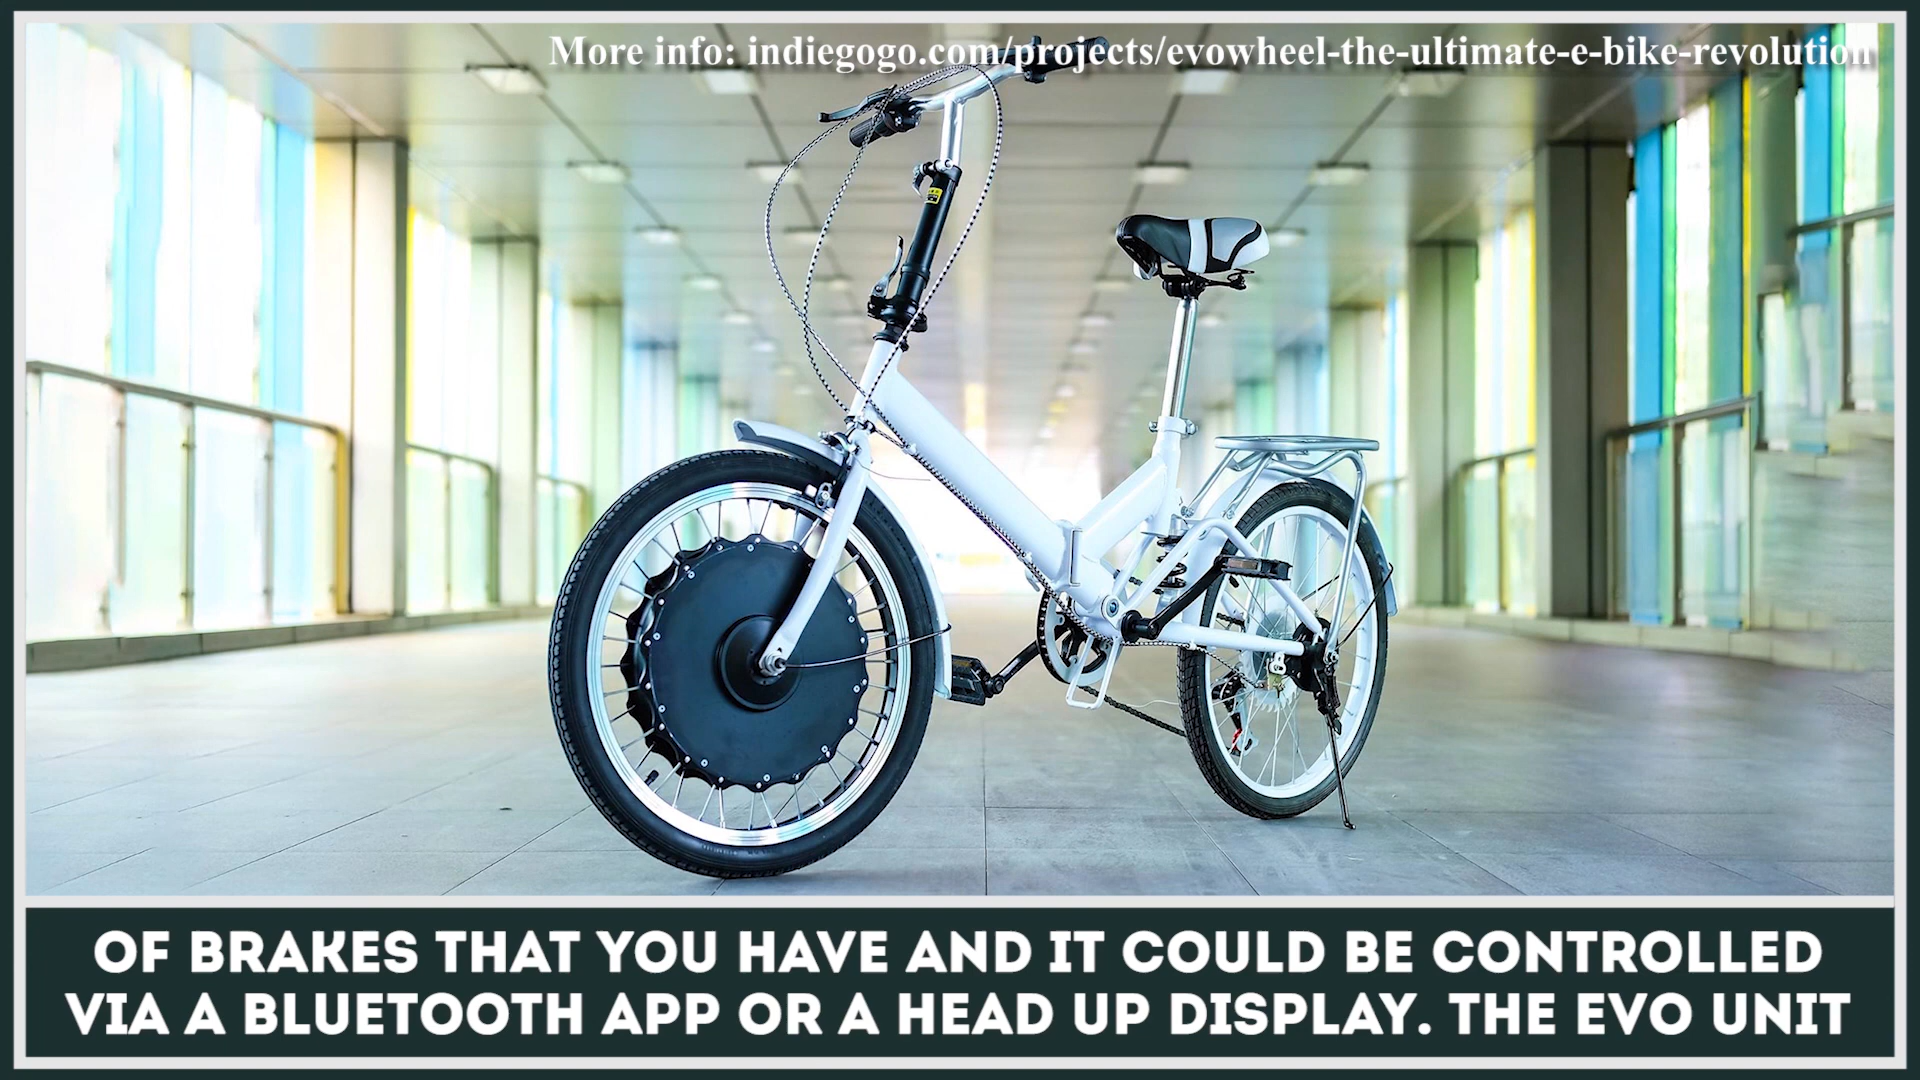 More info: indiegogo.com/projects/evowheel-the-ultimate-e-bike-revolution
OF BRAKES THAT YOU HAVE AND IT COULD BE CONTROLLED
VIA A BLUETOOTH APP OR A HEAD UP DISPLAY. THE EVO UNIT